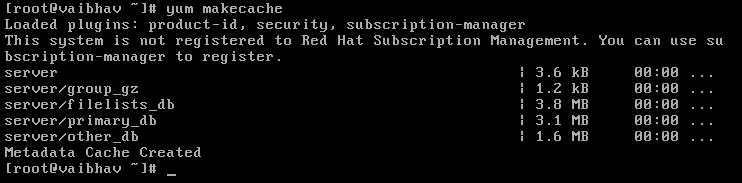 [root@vaibhav ~]# yum makecache
Loaded plugins: product-id, security, subscription-manager
This system is not registered to Red Hat Subscription Management. You can use su
bscription-manager to register.
server | 3.6 kB 00:00 ...
server/group_gz | 1.2 kB 00:00 ...
server/filelists_db | 3.8 MB 00:00 ...
server/primary_db | 3.1 MB 00:00 ...
server/other_db | 1.6 MB 00:00 ...
Metadata Cache Created
[root@vaibhav ~]# _